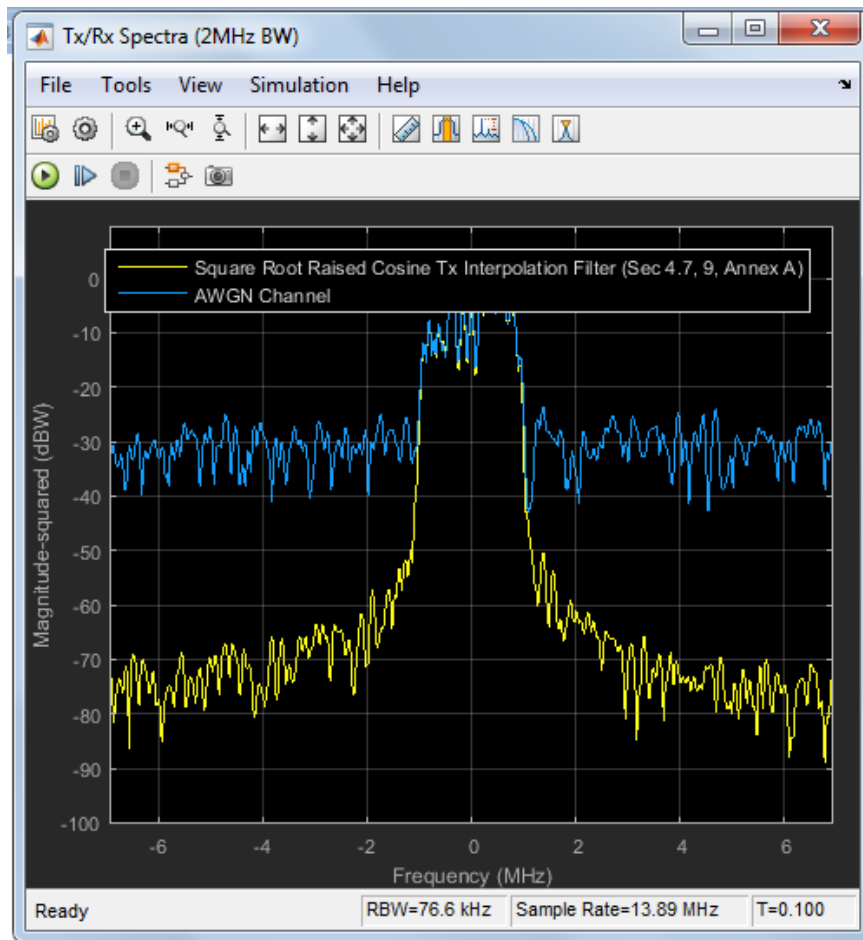 Tx/Rx Spectra (2MHz BW)
File Tools View Simulation Help
Square Root Raised Cosine Tx Interpolation Filter (Sec 4.7, 9, Annex A)
AWGN Channel
0
-10
-20
-30
-40
-50
-60
-70
-80
-90
-100
Magnitude-squared (dBW)
-6 -4 -2 0 2 4 6
Frequency (MHz)
Ready RBW=76.6 kHz Sample Rate=13.89 MHz T=0.100